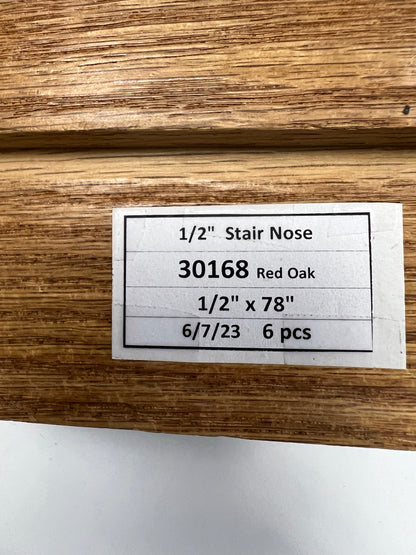 1/2" Stair Nose
30168 Red Oak
1/2" x 78"
6/7/23 6 pcs